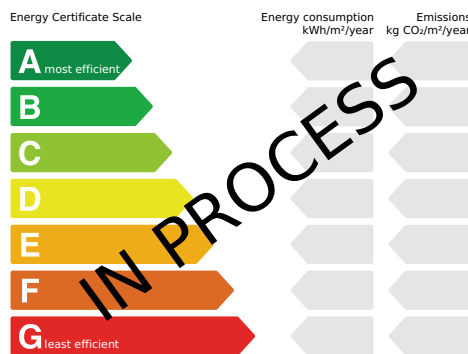 Energy Certificate Scale
Energy consumption
kWh/m²/year
Emissions
kg CO₂/m²/year
A most efficient
B
C
D
E
F
G least efficient
IN PROCESS